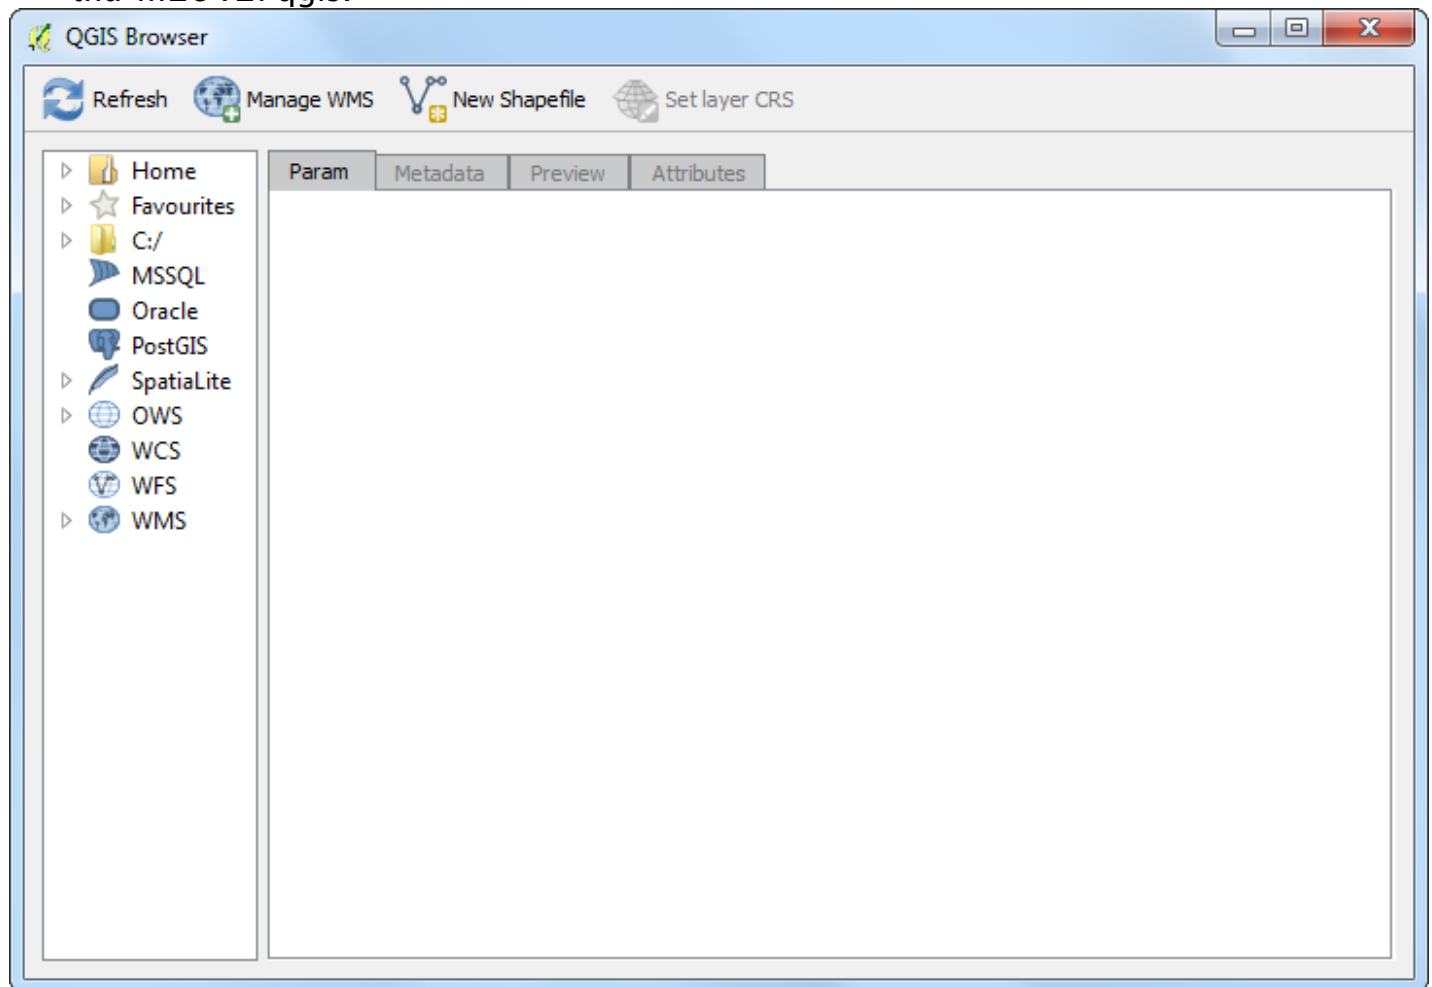 QGIS Browser
Refresh Manage WMS New Shapefile Set layer CRS
Param Metadata Preview Attributes
Home
Favourites
C:/
MSSQL
Oracle
PostGIS
SpatiaLite
OWS
WCS
WFS
WMS